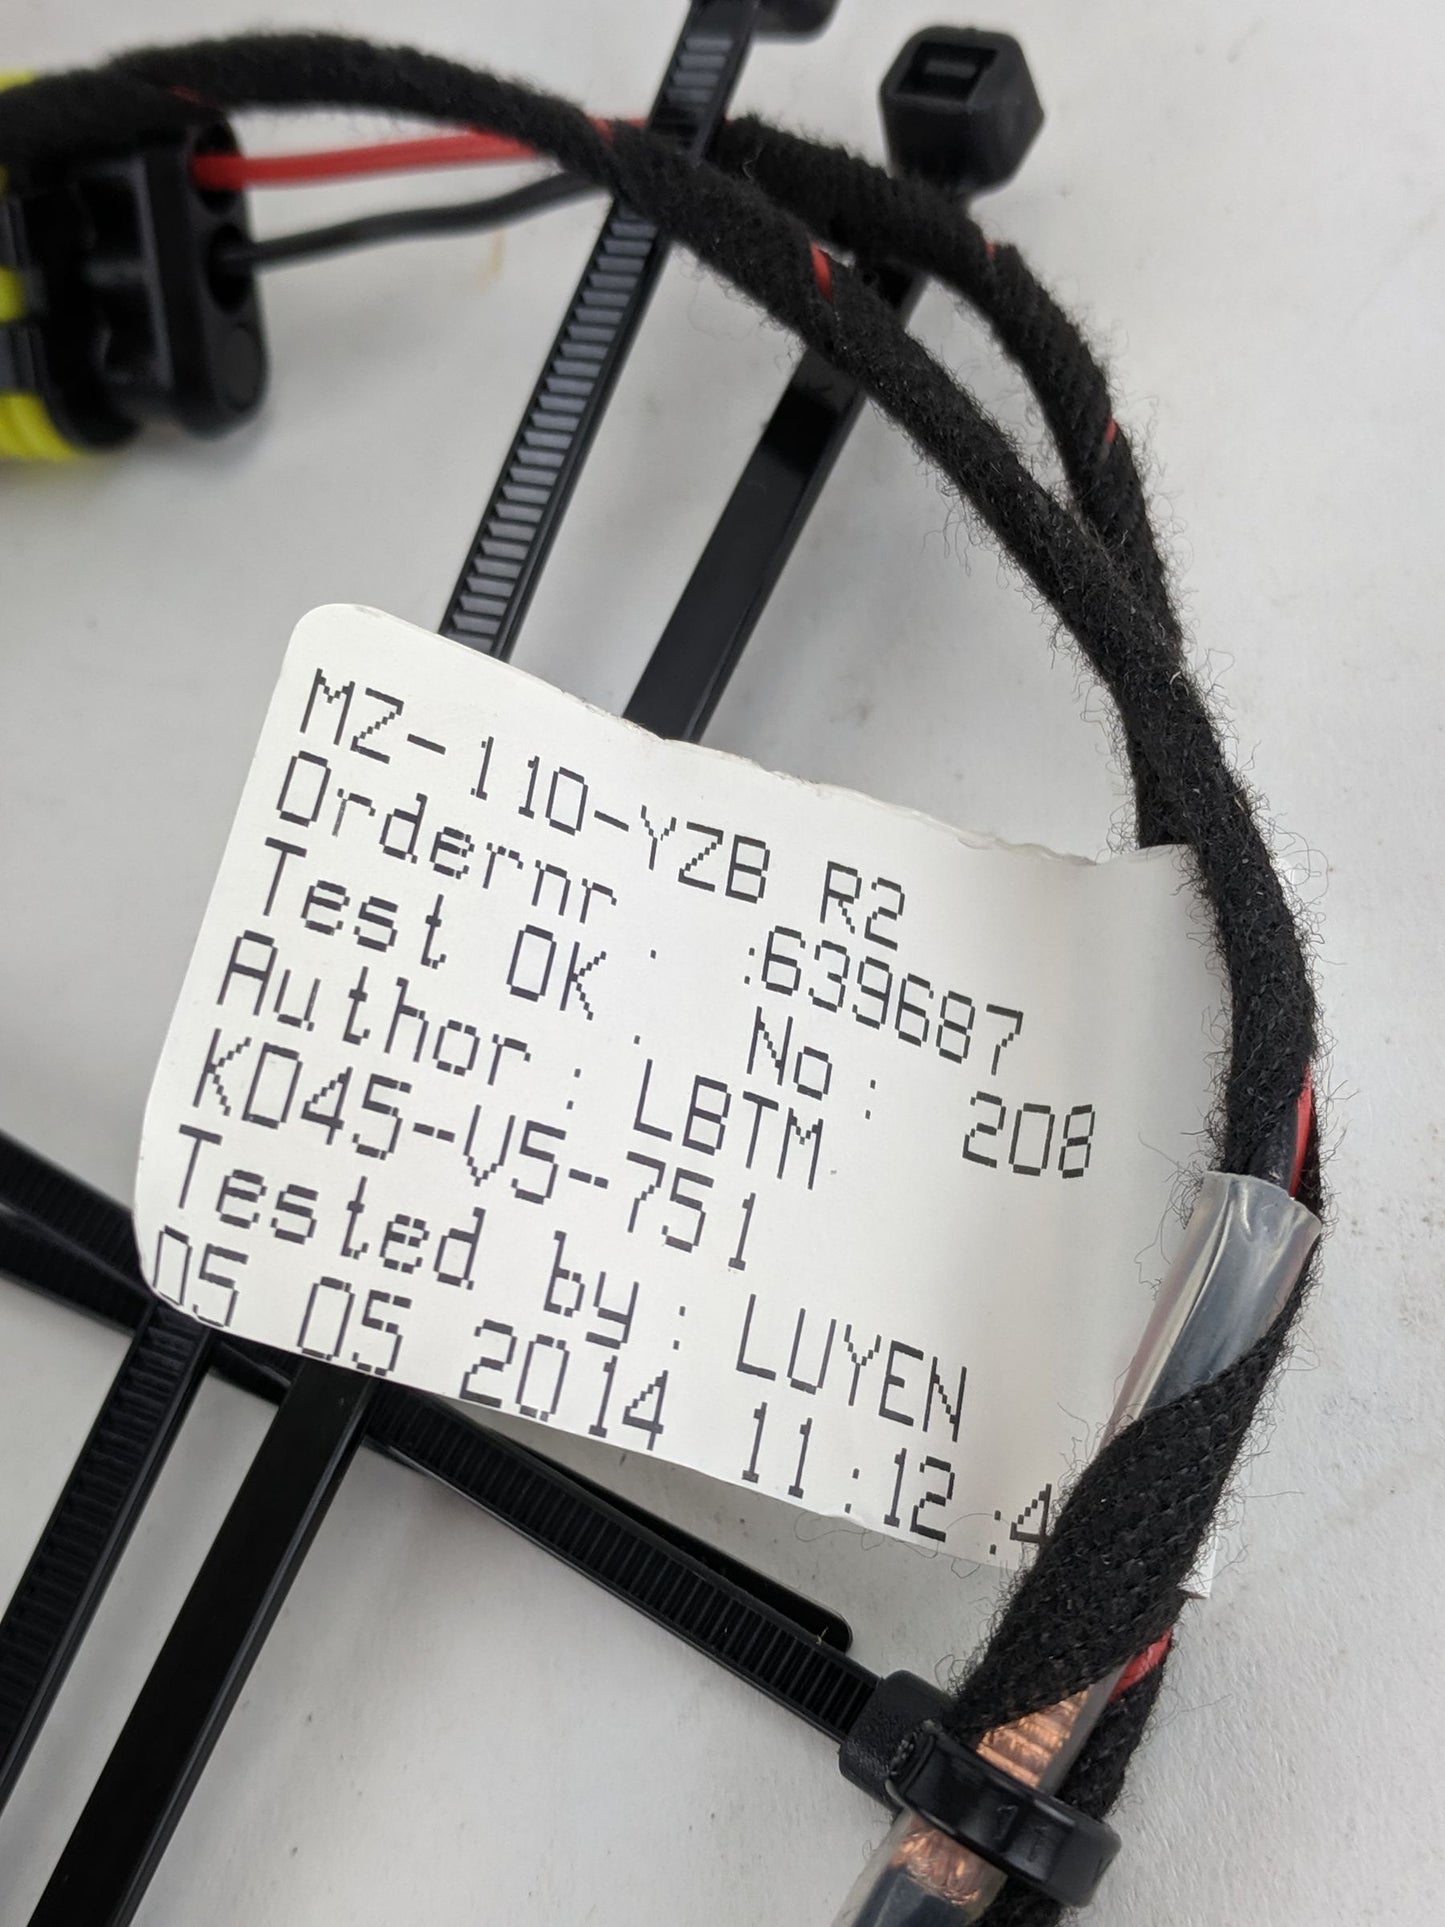 MZ-110-YZB R2
Ordernr. :639687
Test OK. No: 208
Author: LBTM
KD45-V5-751
Tested by: LUYEN
05 05 2014 11:12:4